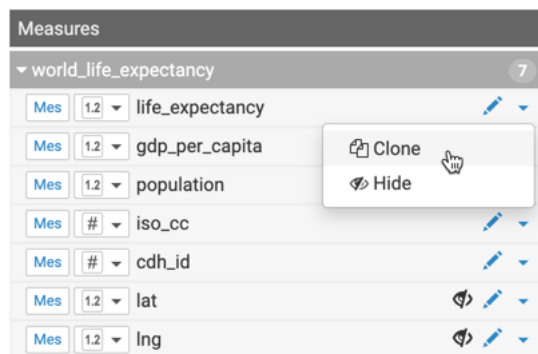 Measures
world_life_expectancy 7
Mes 1.2 life_expectancy
Mes 1.2 gdp_per_capita
Clone
Mes 1.2 population
Hide
Mes # iso_cc
Mes # cdh_id
Mes 1.2 lat
Mes 1.2 lng